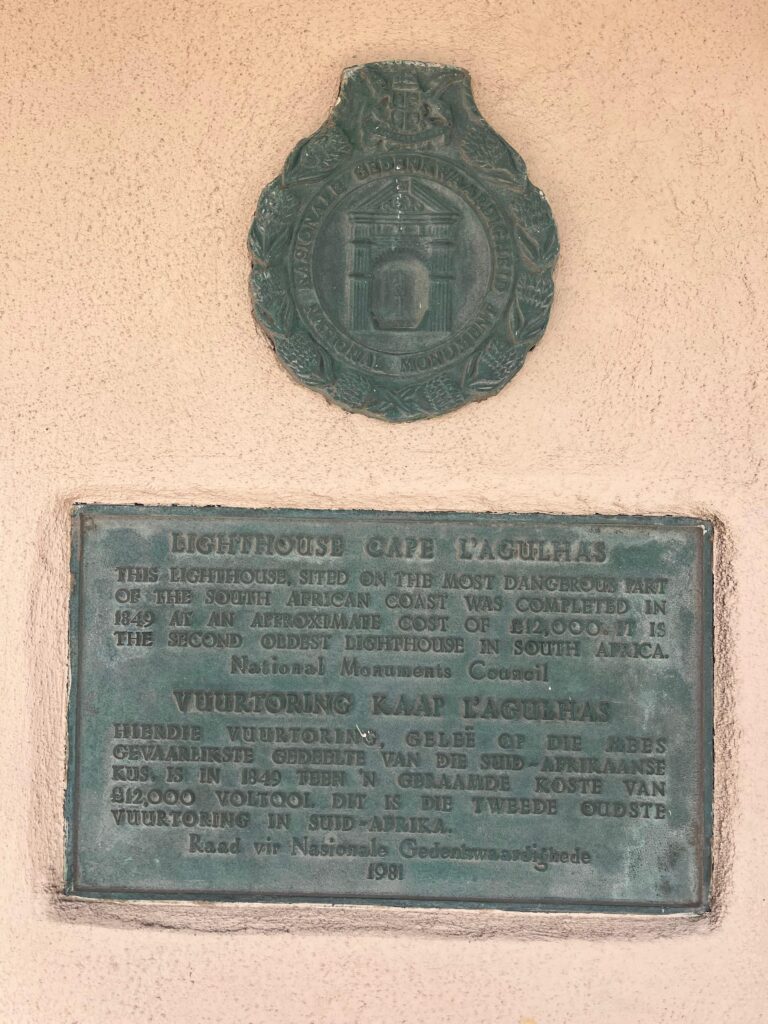 NASIONALE GEDENKWAARDIGHEID
NATIONAL MONUMENT
LIGHTHOUSE CAPE L'AGULHAS
THIS LIGHTHOUSE, SITED ON THE MOST DANGEROUS PART
OF THE SOUTH AFRICAN COAST WAS COMPLETED IN
1849 AT AN APPROXIMATE COST OF £12,000. IT IS
THE SECOND OLDEST LIGHTHOUSE IN SOUTH AFRICA.
National Monuments Council
VUURTORING KAAP L'AGULHAS
HIERDIE VUURTORING, GELEË OP DIE MEES
GEVAARLIKSTE GEDEELTE VAN DIE SUID-AFRIKAANSE
KUS, IS IN 1849 TEEN 'N GERAAMDE KOSTE VAN
£12,000 VOLTOOI. DIT IS DIE TWEEDE OUDSTE
VUURTORING IN SUID-AFRIKA.
Raad vir Nasionale Gedenkwaardighede
1981